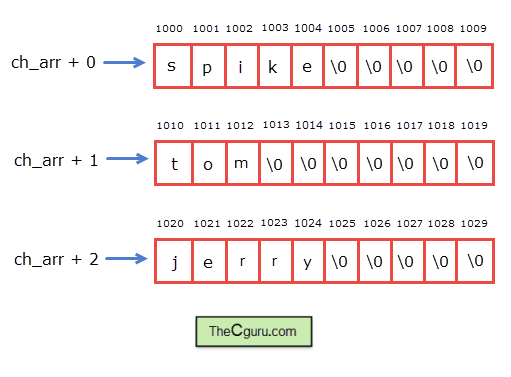 1000 1001 1002 1003 1004 1005 1006 1007 1008 1009
ch_arr + 0 s p i k e \0 \0 \0 \0 \0
1010 1011 1012 1013 1014 1015 1016 1017 1018 1019
ch_arr + 1 t o m \0 \0 \0 \0 \0 \0 \0
1020 1021 1022 1023 1024 1025 1026 1027 1028 1029
ch_arr + 2 j e r r y \0 \0 \0 \0 \0
TheCguru.com